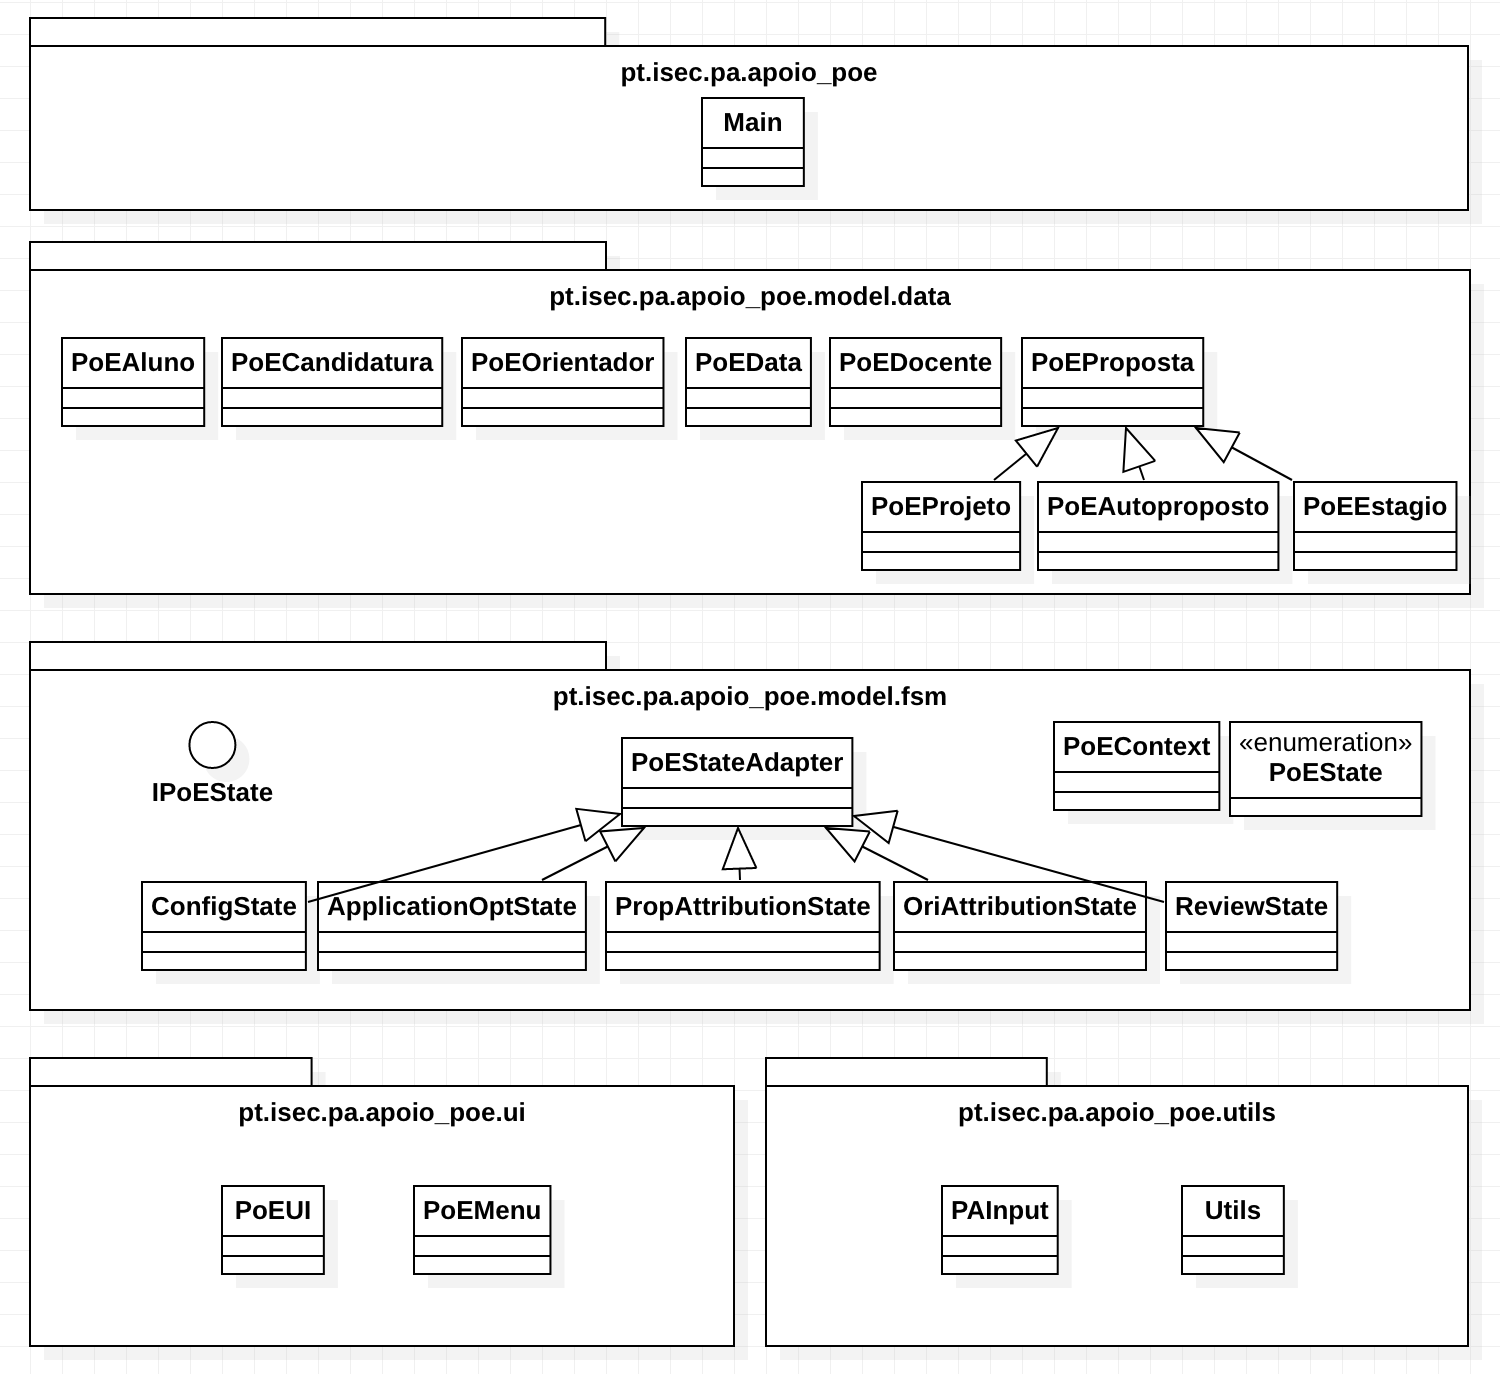 pt.isec.pa.apoio_poe
Main
pt.isec.pa.apoio_poe.model.data
PoEAluno
PoECandidatura
PoEOrientador
PoEData
PoEDocente
PoEProposta
PoEProjeto
PoEAutoproposto
PoEEstagio
pt.isec.pa.apoio_poe.model.fsm
IPoEState
PoEStateAdapter
PoEContext
«enumeration»
PoEState
ConfigState
ApplicationOptState
PropAttributionState
OriAttributionState
ReviewState
pt.isec.pa.apoio_poe.ui
PoEUI
PoEMenu
pt.isec.pa.apoio_poe.utils
PAInput
Utils